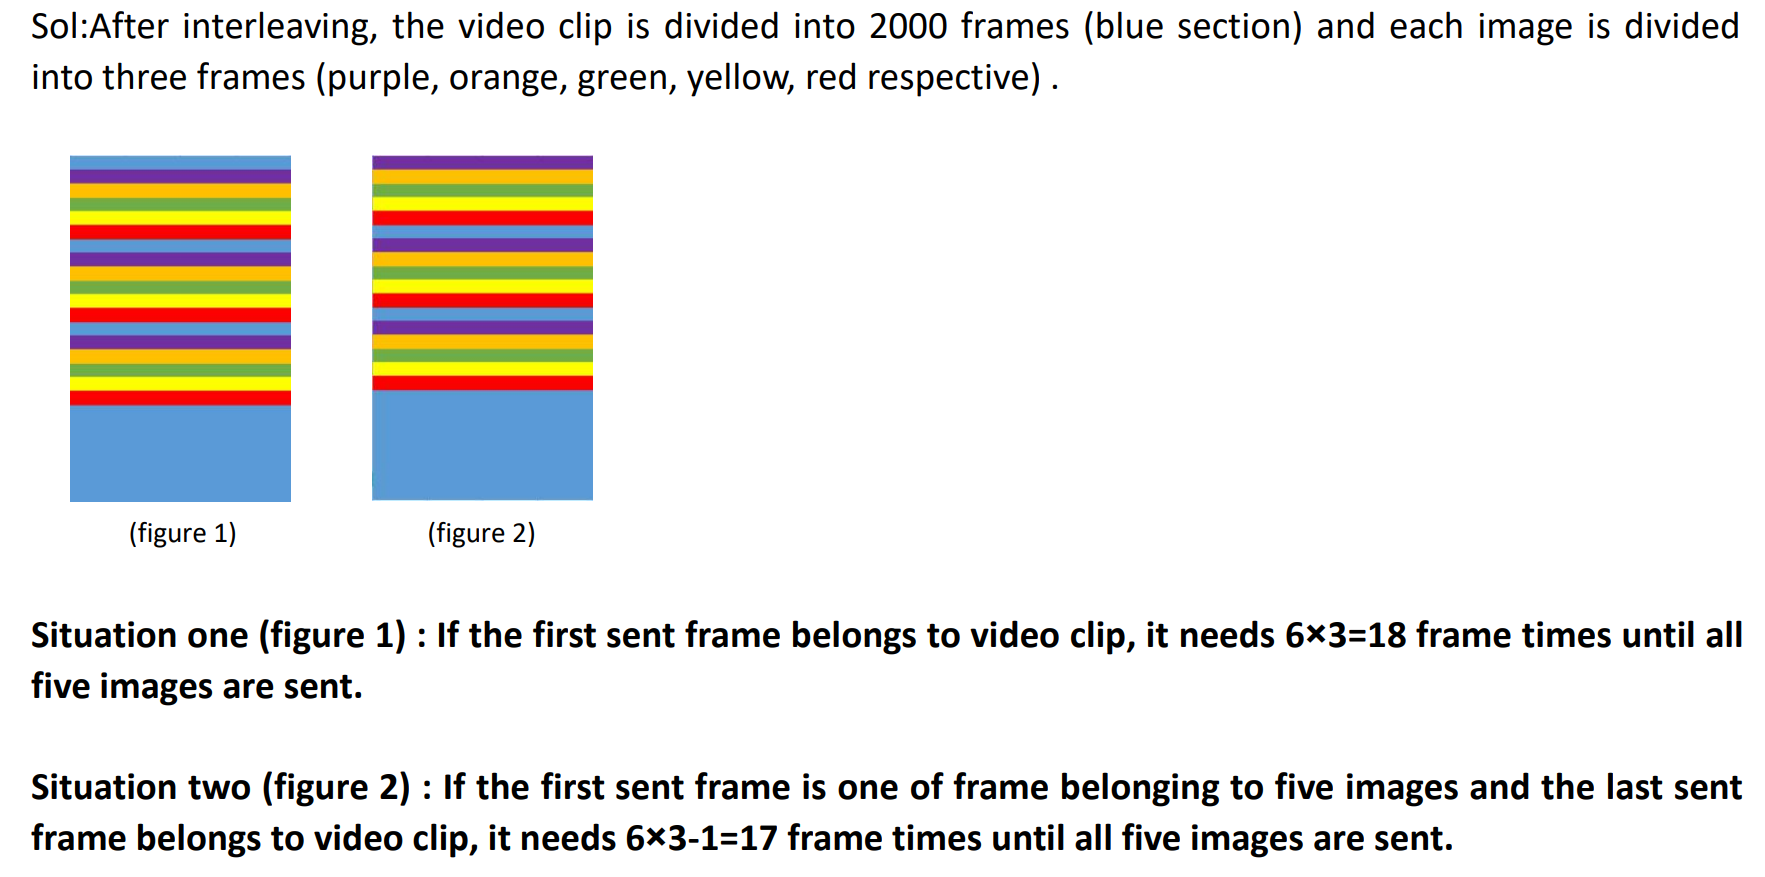 Sol:After interleaving, the video clip is divided into 2000 frames (blue section) and each image is divided
into three frames (purple, orange, green, yellow, red respective) .
(figure 1)
(figure 2)
Situation one (figure 1) : If the first sent frame belongs to video clip, it needs 6×3=18 frame times until all
five images are sent.
Situation two (figure 2) : If the first sent frame is one of frame belonging to five images and the last sent
frame belongs to video clip, it needs 6×3-1=17 frame times until all five images are sent.